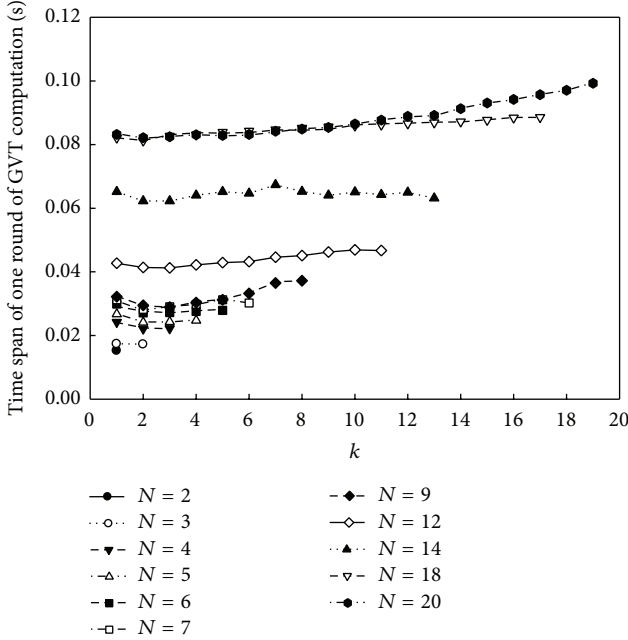 Time span of one round of GVT computation (s)
0.12
0.10
0.08
0.06
0.04
0.02
0.00
0 2 4 6 8 10 12 14 16 18 20
k
N = 2
N = 3
N = 4
N = 5
N = 6
N = 7
N = 9
N = 12
N = 14
N = 18
N = 20